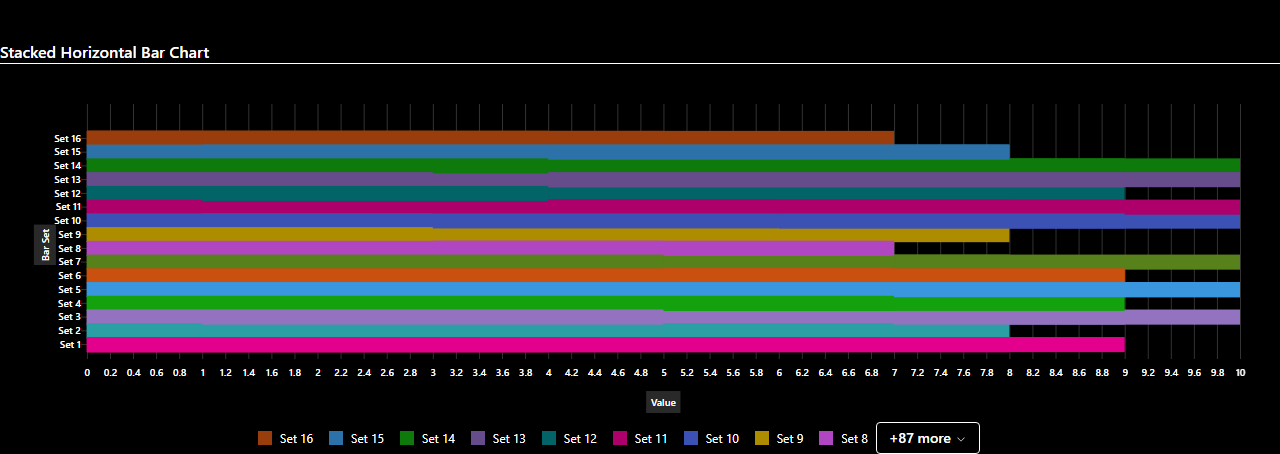 Stacked Horizontal Bar Chart
Set 16
Set 15
Set 14
Set 13
Set 12
Set 11
Set 10
Set 9
Set 8
Set 7
Set 6
Set 5
Set 4
Set 3
Set 2
Set 1
Bar Set
0 0.2 0.4 0.6 0.8 1 1.2 1.4 1.6 1.8 2 2.2 2.4 2.6 2.8 3 3.2 3.4 3.6 3.8 4 4.2 4.4 4.6 4.8 5 5.2 5.4 5.6 5.8 6 6.2 6.4 6.6 6.8 7 7.2 7.4 7.6 7.8 8 8.2 8.4 8.6 8.8 9 9.2 9.4 9.6 9.8 10
Value
Set 16 Set 15 Set 14 Set 13 Set 12 Set 11 Set 10 Set 9 Set 8 +87 more